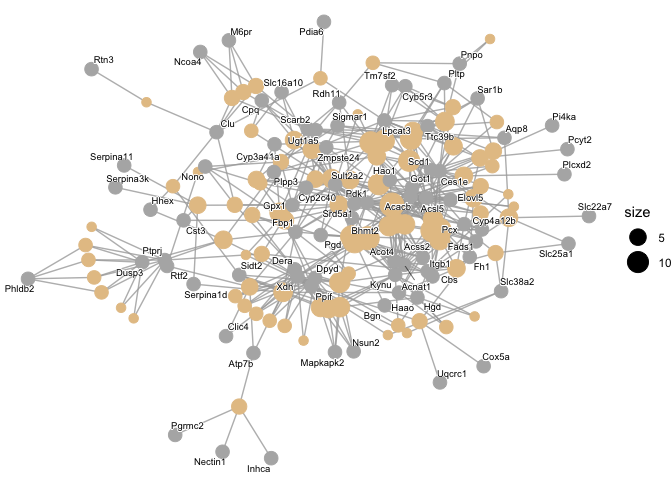 M6pr
Pdia6
Rtn3
Ncoa4
Pnpo
Tm7sf2
Pltp
Slc16a10
Rdh11
Cyb5r3
Sar1b
Cpq
Sigmar1
Pi4ka
Clu
Scarb2
Lpcat3
Ttc39b
Aqp8
Ugt1a5
Pcyt2
Serpina11
Cyp3a41a
Zmpste24
Scd1
Plcxd2
Serpina3k
Nono
Plpp3
Sult2a2
Hao1
Got1
Ces1e
Hhex
Cyp2c40
Pdk1
Elovl5
Gpx1
Srd5a1
Acacb
Acsl5
Slc22a7
Cst3
Fbp1
Bhmt2
Pcx
Cyp4a12b
Ptprj
Pgd
Acot4
Acss2
Fads1
Slc25a1
Dusp3
Rtf2
Sidt2
Dera
Dpyd
Itgb1
Fh1
Phldb2
Serpina1d
Xdh
Kynu
Acnat1
Cbs
Slc38a2
Ppif
Haao
Hgd
Bgn
Clic4
Nsun2
Atp7b
Mapkapk2
Cox5a
Uqcrc1
Pgrmc2
Nectin1
Inhca
size
5
10